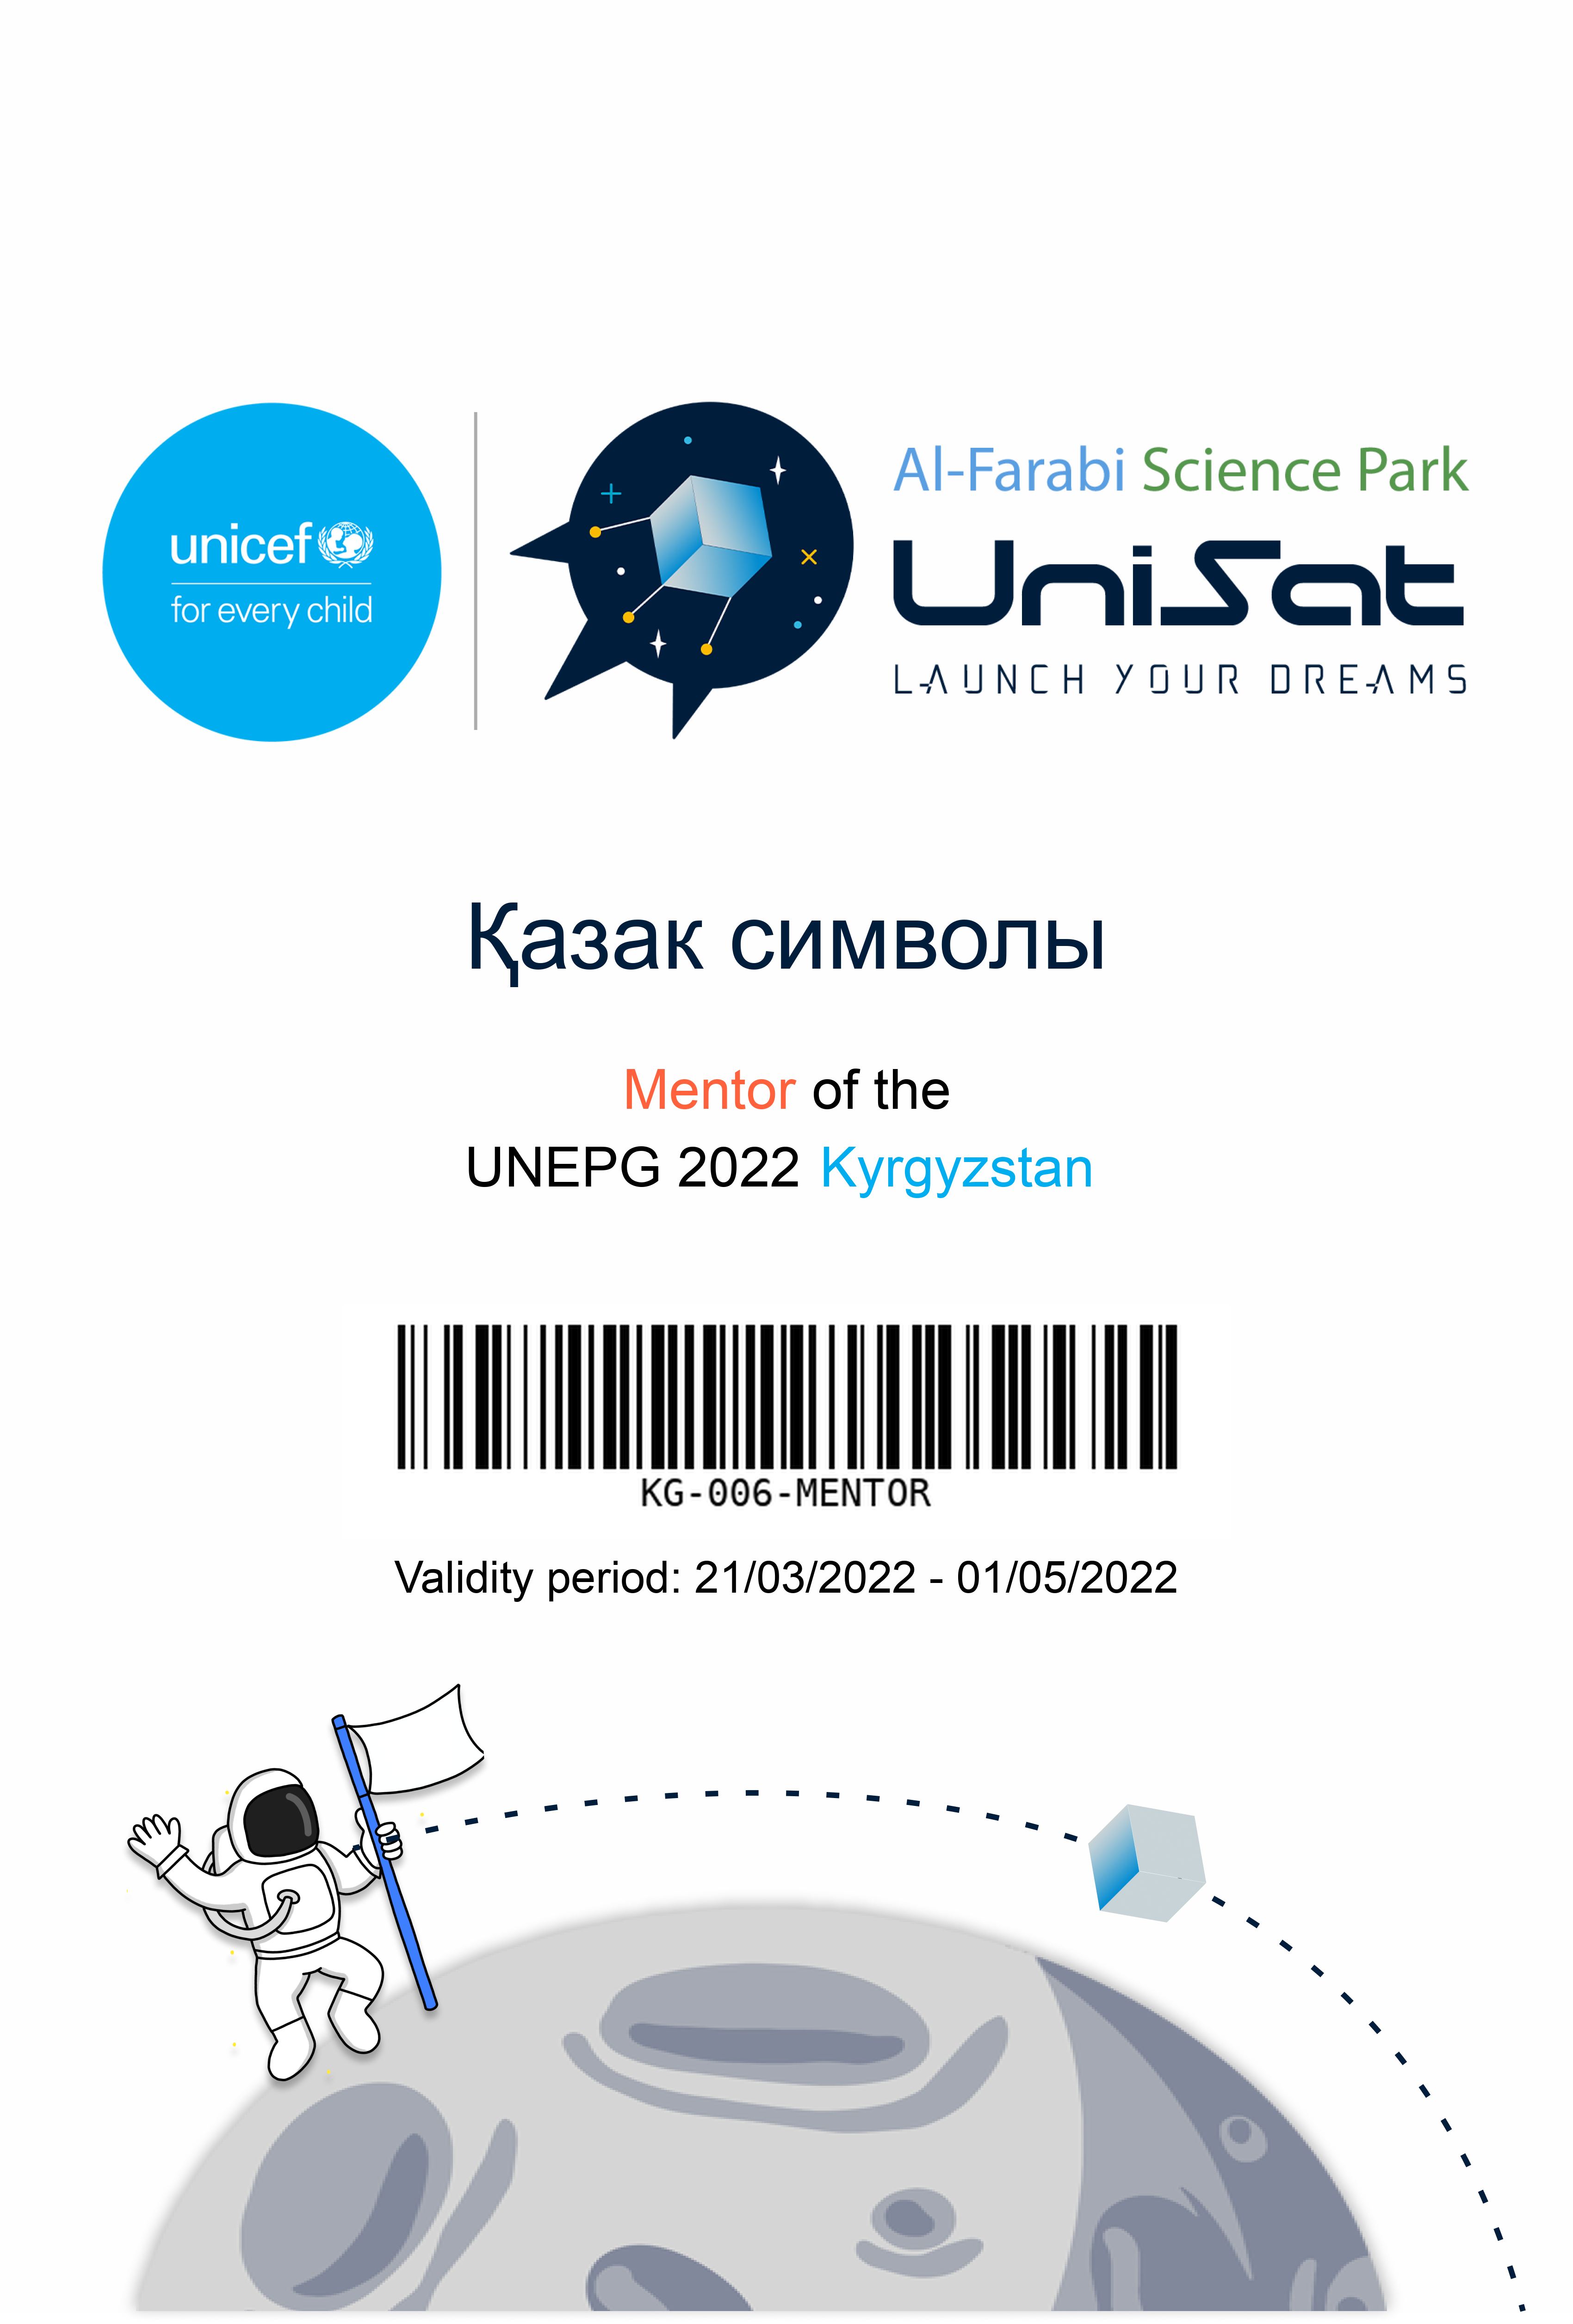 unicef
for every child
Al-Farabi Science Park
UniSat
LAUNCH YOUR DREAMS
Қазак символы
Mentor of the
UNEPG 2022 Kyrgyzstan
KG-006-MENTOR
Validity period: 21/03/2022 - 01/05/2022